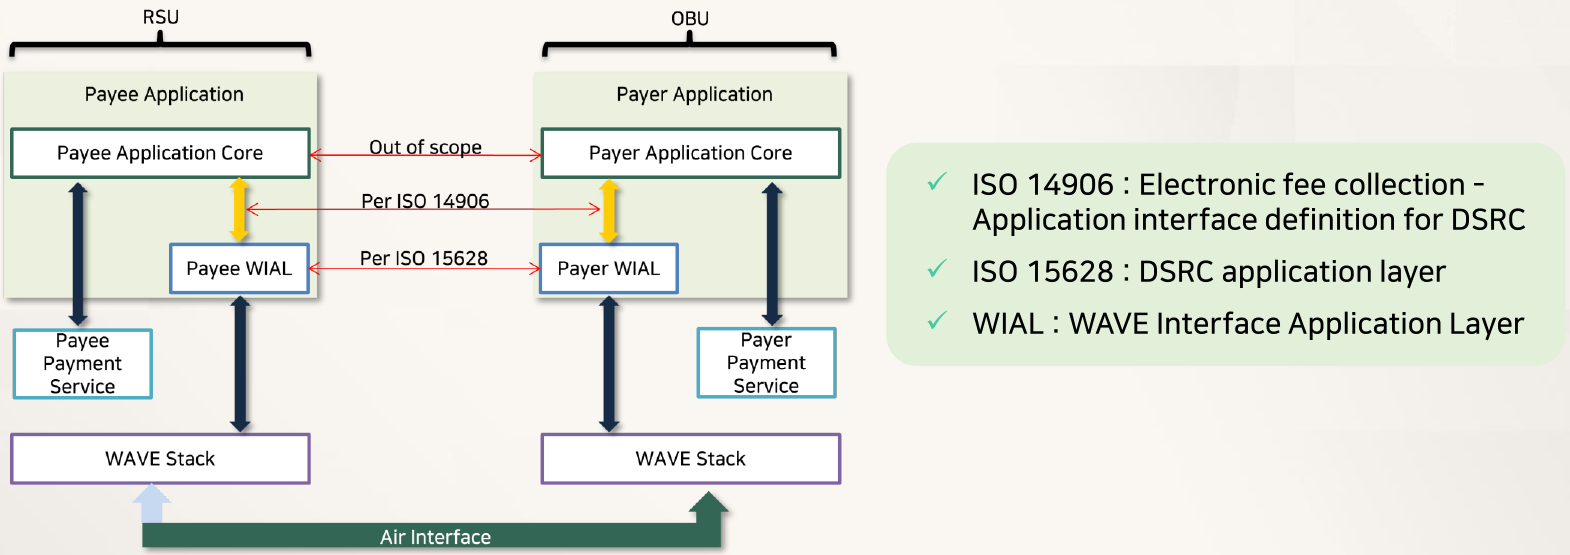 RSU
OBU
Payee Application
Payer Application
Payee Application Core
Out of scope
Payer Application Core
Per ISO 14906
Per ISO 15628
Payee WIAL
Payer WIAL
Payee
Payment
Service
Payer
Payment
Service
WAVE Stack
WAVE Stack
Air Interface
✓ ISO 14906 : Electronic fee collection -
Application interface definition for DSRC
✓ ISO 15628 : DSRC application layer
✓ WIAL : WAVE Interface Application Layer